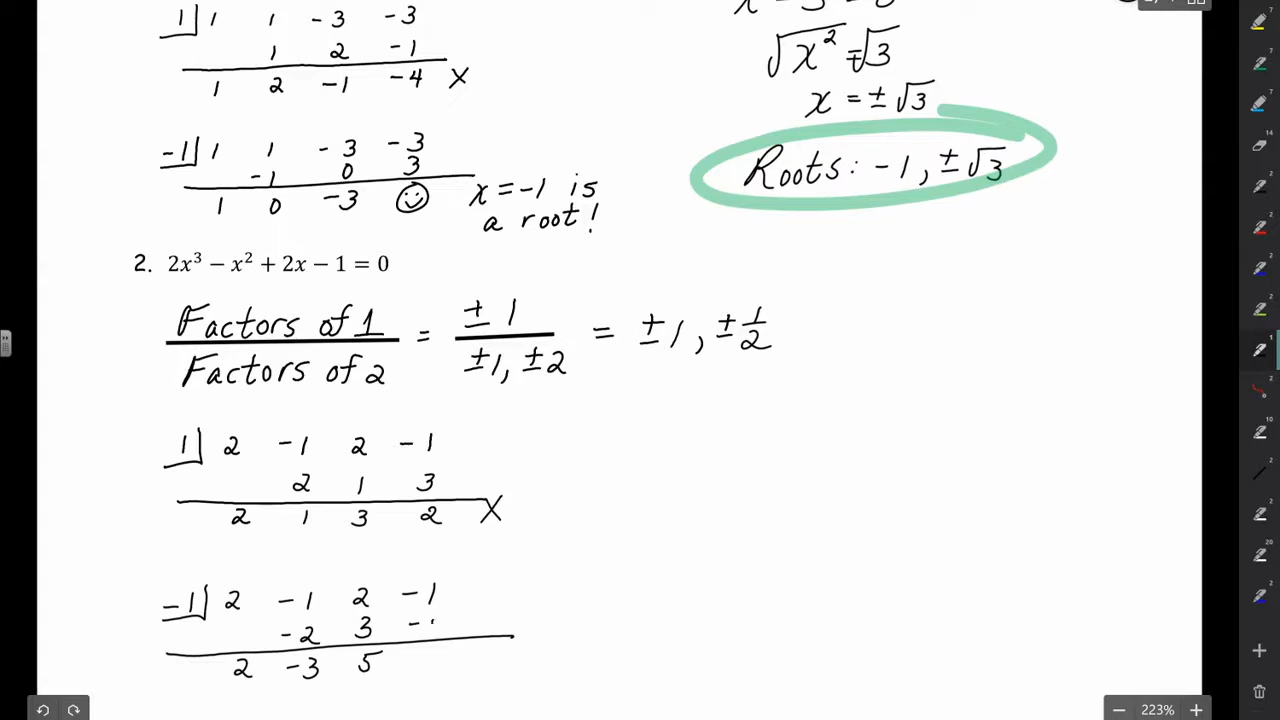 1| 1 1 -3 -3
1 2 -1
1 2 -1 -4 X
-1| 1 1 -3 -3
-1 0 3
1 0 -3 x = -1 is
a root!
√x² = √3
x = ± √3
Roots: -1, ± √3
2. 2x³ − x² + 2x − 1 = 0
Factors of 1 / Factors of 2 = ±1 / ±1, ±2 = ±1, ±1/2
1| 2 -1 2 -1
2 1 3
2 1 3 2 X
-1| 2 -1 2 -1
-2 3 -
2 -3 5
223%